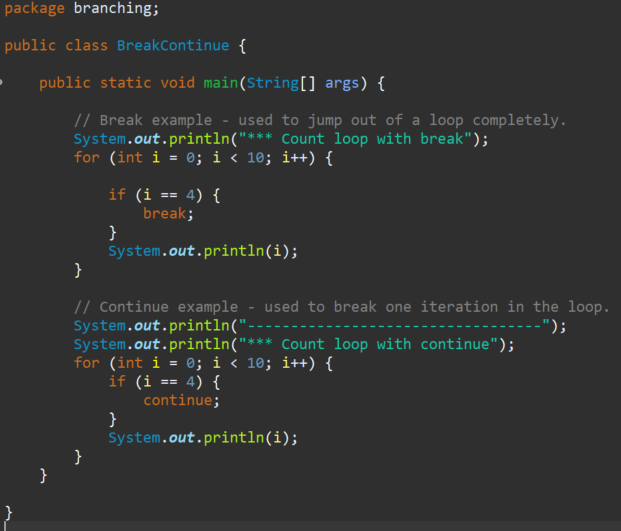 package branching;
public class BreakContinue {
public static void main(String[] args) {
// Break example - used to jump out of a loop completely.
System.out.println("*** Count loop with break");
for (int i = 0; i < 10; i++) {
if (i == 4) {
break;
}
System.out.println(i);
}
// Continue example - used to break one iteration in the loop.
System.out.println("----------------------------------");
System.out.println("*** Count loop with continue");
for (int i = 0; i < 10; i++) {
if (i == 4) {
continue;
}
System.out.println(i);
}
}
}